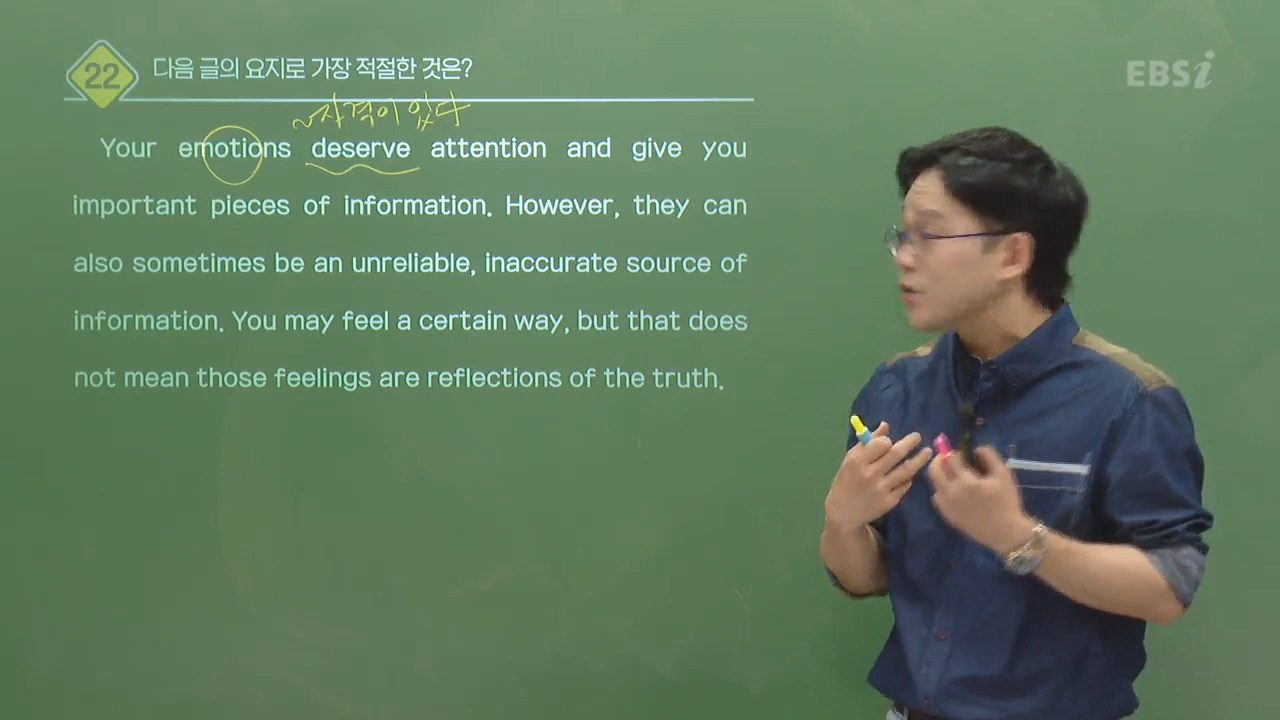 22 다음 글의 요지로 가장 적절한 것은?
EBSi
~자격이 있다
Your emotions deserve attention and give you
important pieces of information. However, they can
also sometimes be an unreliable, inaccurate source of
information. You may feel a certain way, but that does
not mean those feelings are reflections of the truth.